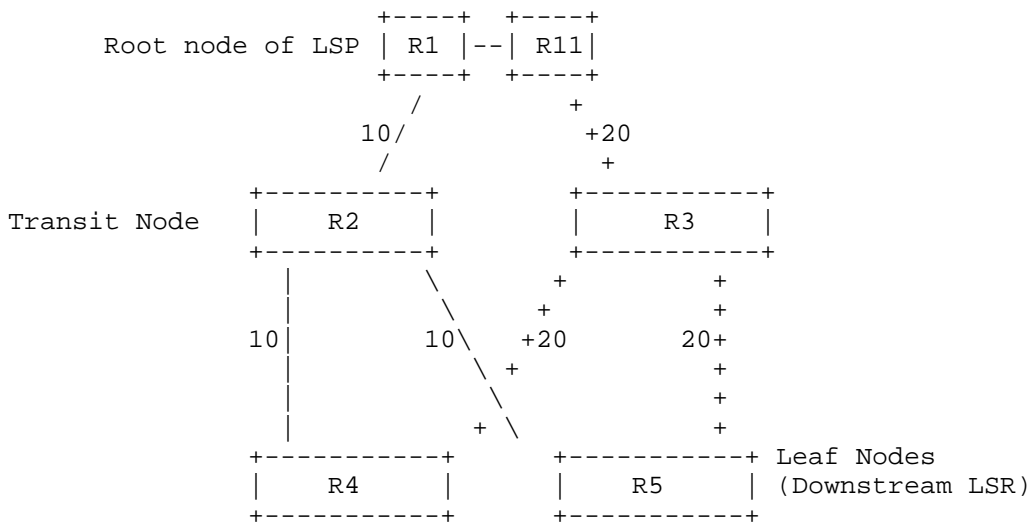 +----+  +----+
      Root node of LSP | R1 |--| R11|
                       +----+  +----+
                         /         +
                      10/           +20
                       /             +
               +----------+        +-----------+
Transit Node   |    R2    |        |     R3    |
               +----------+        +-----------+
                 |        \       +         +
                 |         \     +          +
               10|        10\   +20       20+
                 |           \ +            +
                 |            \             +
                 |           + \            +
               +-----------+      +-----------+ Leaf Nodes
               |    R4     |      |    R5     | (Downstream LSR)
               +-----------+      +-----------+